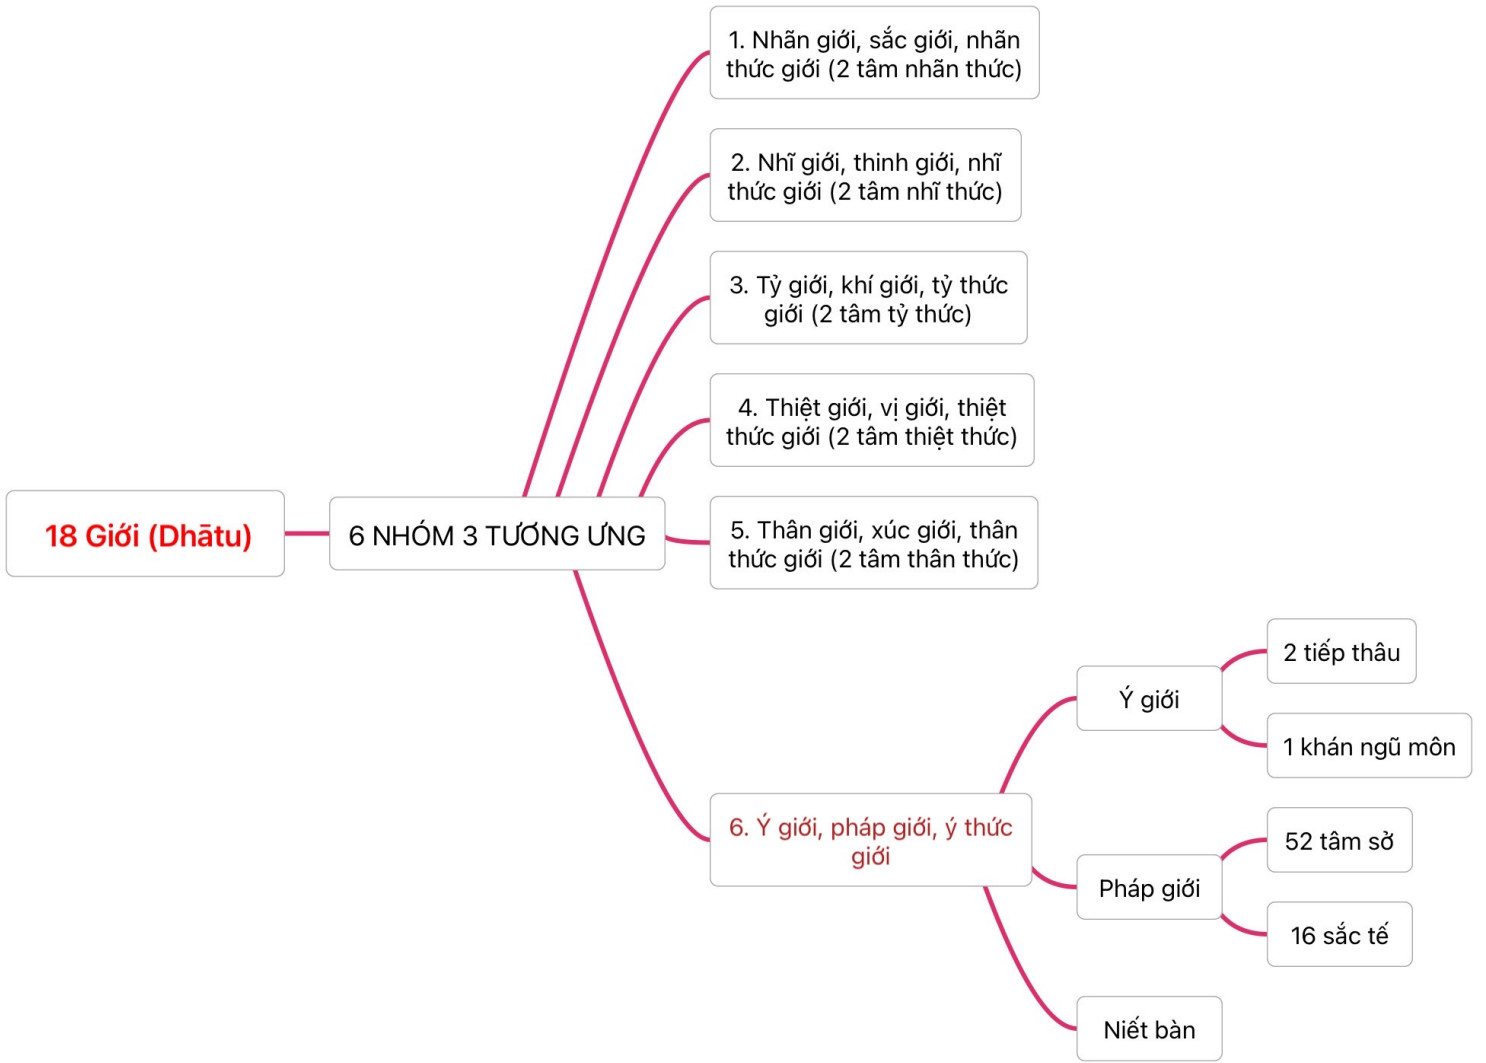 1. Nhãn giới, sắc giới, nhãn
thức giới (2 tâm nhãn thức)
2. Nhĩ giới, thinh giới, nhĩ
thức giới (2 tâm nhĩ thức)
3. Tỷ giới, khí giới, tỷ thức
giới (2 tâm tỷ thức)
4. Thiệt giới, vị giới, thiệt
thức giới (2 tâm thiệt thức)
18 Giới (Dhātu)
6 NHÓM 3 TƯƠNG ƯNG
5. Thân giới, xúc giới, thân
thức giới (2 tâm thân thức)
6. Ý giới, pháp giới, ý thức
giới
Ý giới
2 tiếp thâu
1 khán ngũ môn
Pháp giới
52 tâm sở
16 sắc tế
Niết bàn